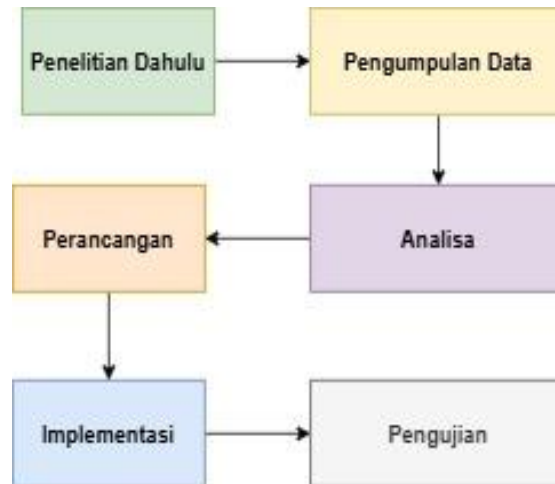 Penelitian Dahulu
Pengumpulan Data
Analisa
Perancangan
Implementasi
Pengujian